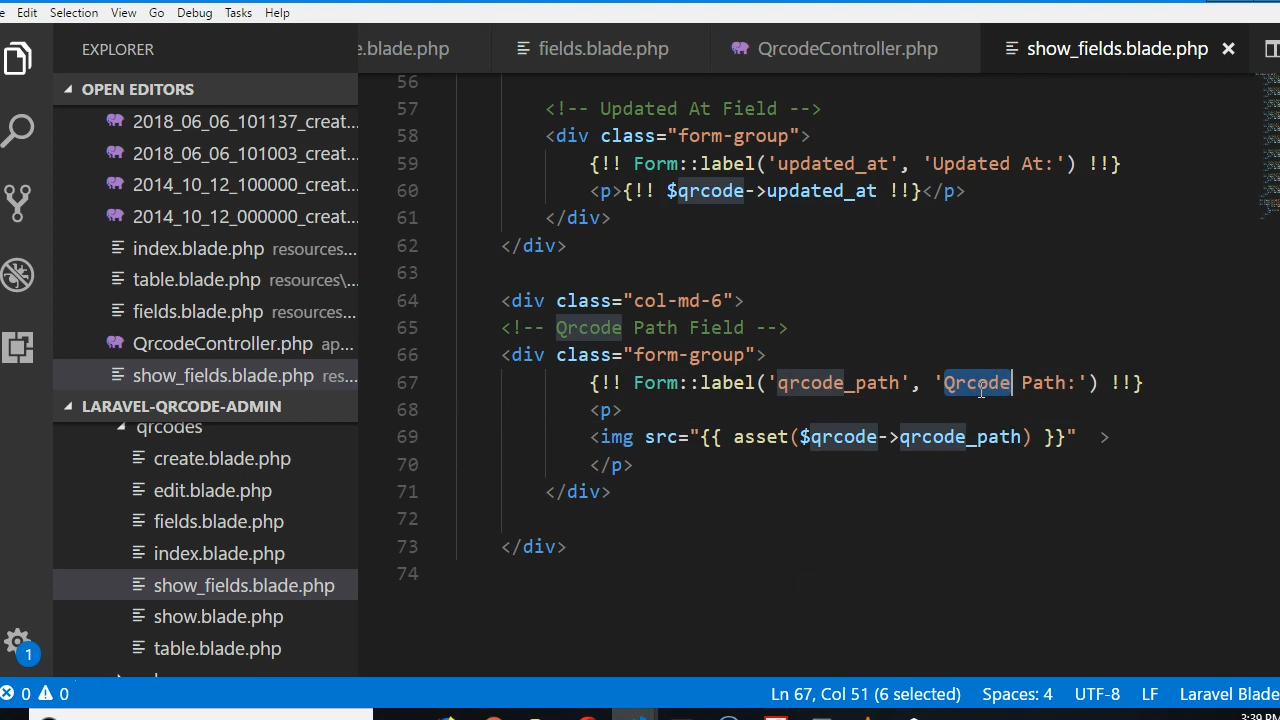 e Edit Selection View Go Debug Tasks Help
EXPLORER
e.blade.php fields.blade.php QrcodeController.php show_fields.blade.php ×
OPEN EDITORS
2018_06_06_101137_creat...
2018_06_06_101003_creat...
2014_10_12_100000_creat...
2014_10_12_000000_creat...
index.blade.php resources...
table.blade.php resources\...
fields.blade.php resources...
QrcodeController.php ap...
show_fields.blade.php res...
LARAVEL-QRCODE-ADMIN
qrcodes
create.blade.php
edit.blade.php
fields.blade.php
index.blade.php
show_fields.blade.php
show.blade.php
table.blade.php
1
56
57 <!-- Updated At Field -->
58 <div class="form-group">
59 {!! Form::label('updated_at', 'Updated At:') !!}
60 <p>{!! $qrcode->updated_at !!}</p>
61 </div>
62 </div>
63
64 <div class="col-md-6">
65 <!-- Qrcode Path Field -->
66 <div class="form-group">
67 {!! Form::label('qrcode_path', 'Qrcode Path:') !!}
68 <p>
69 <img src="{{ asset($qrcode->qrcode_path) }}" >
70 </p>
71 </div>
72
73 </div>
74
0 0 Ln 67, Col 51 (6 selected) Spaces: 4 UTF-8 LF Laravel Blade
3:39 PM